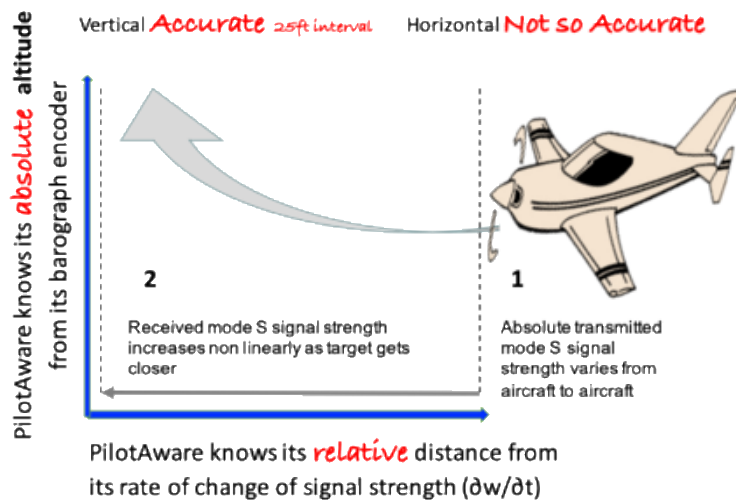 Vertical Accurate 25ft interval
Horizontal Not so Accurate
PilotAware knows its absolute altitude
from its barograph encoder
2
Received mode S signal strength
increases non linearly as target gets
closer
1
Absolute transmitted
mode S signal
strength varies from
aircraft to aircraft
PilotAware knows its relative distance from
its rate of change of signal strength (∂w/∂t)